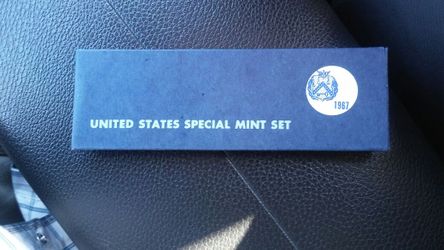 1967
UNITED STATES SPECIAL MINT SET